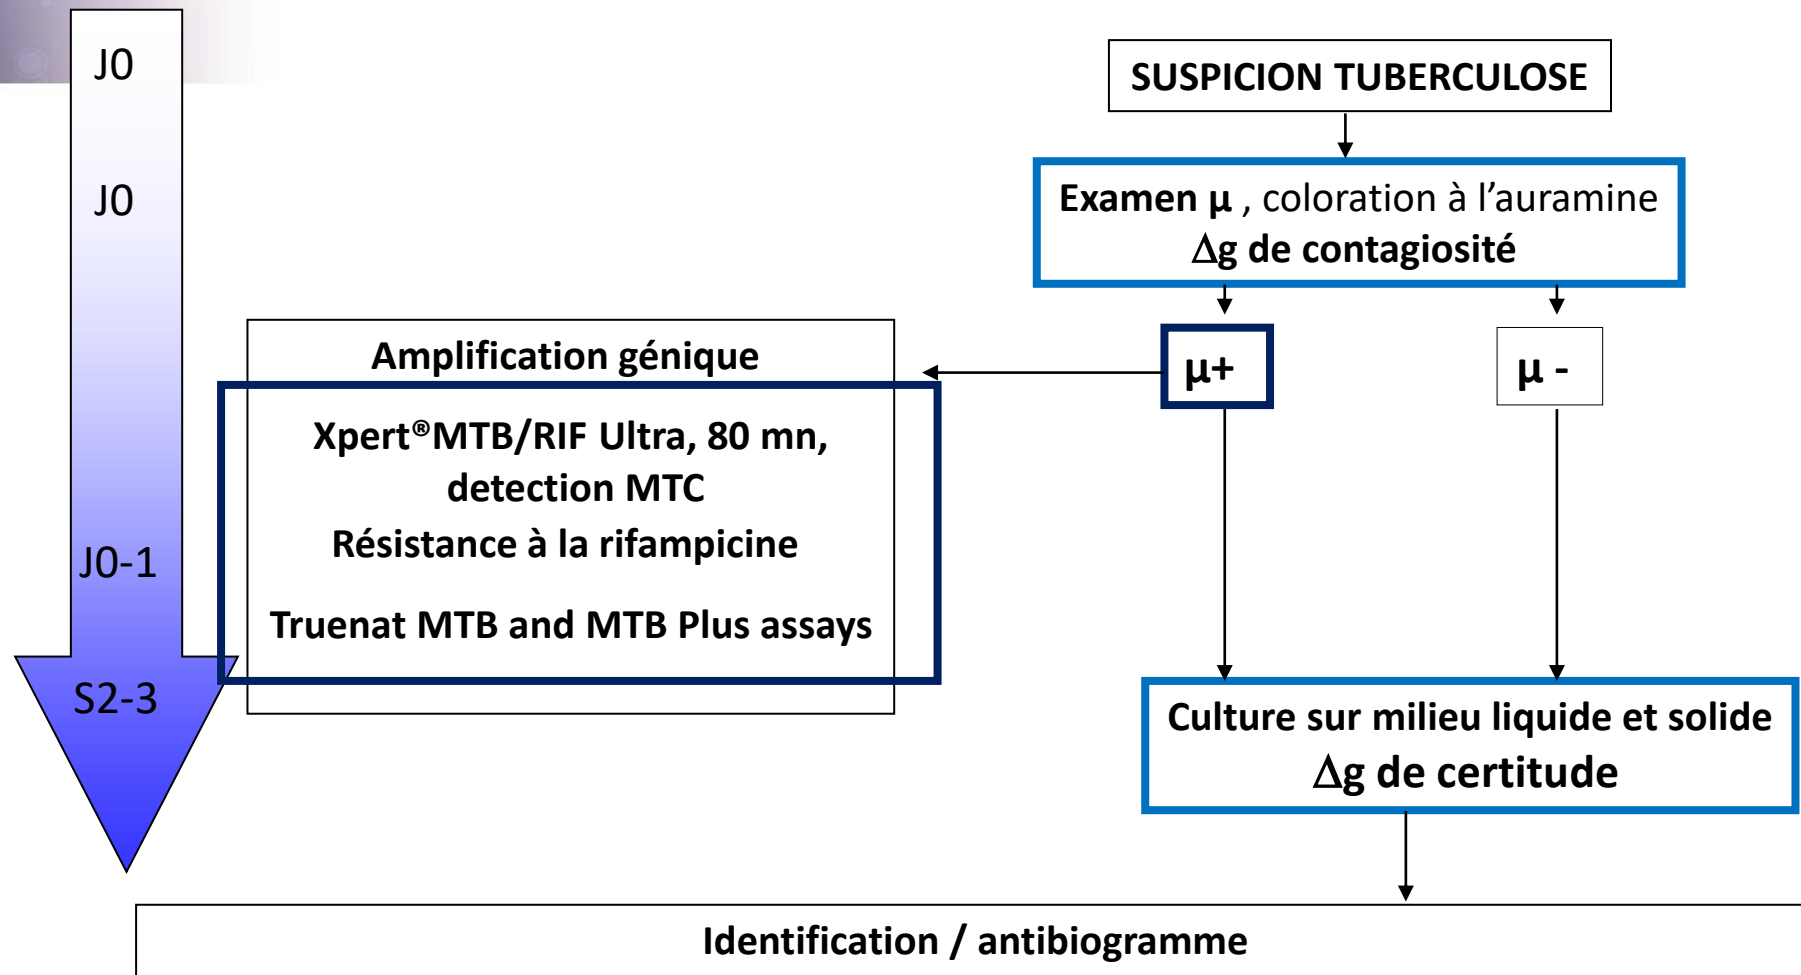 J0
SUSPICION TUBERCULOSE
J0
Examen µ , coloration à l’auramine
Δg de contagiosité
µ+
µ -
Amplification génique
Xpert®MTB/RIF Ultra, 80 mn,
detection MTC
Résistance à la rifampicine
J0-1
Truenat MTB and MTB Plus assays
S2-3
Culture sur milieu liquide et solide
Δg de certitude
Identification / antibiogramme